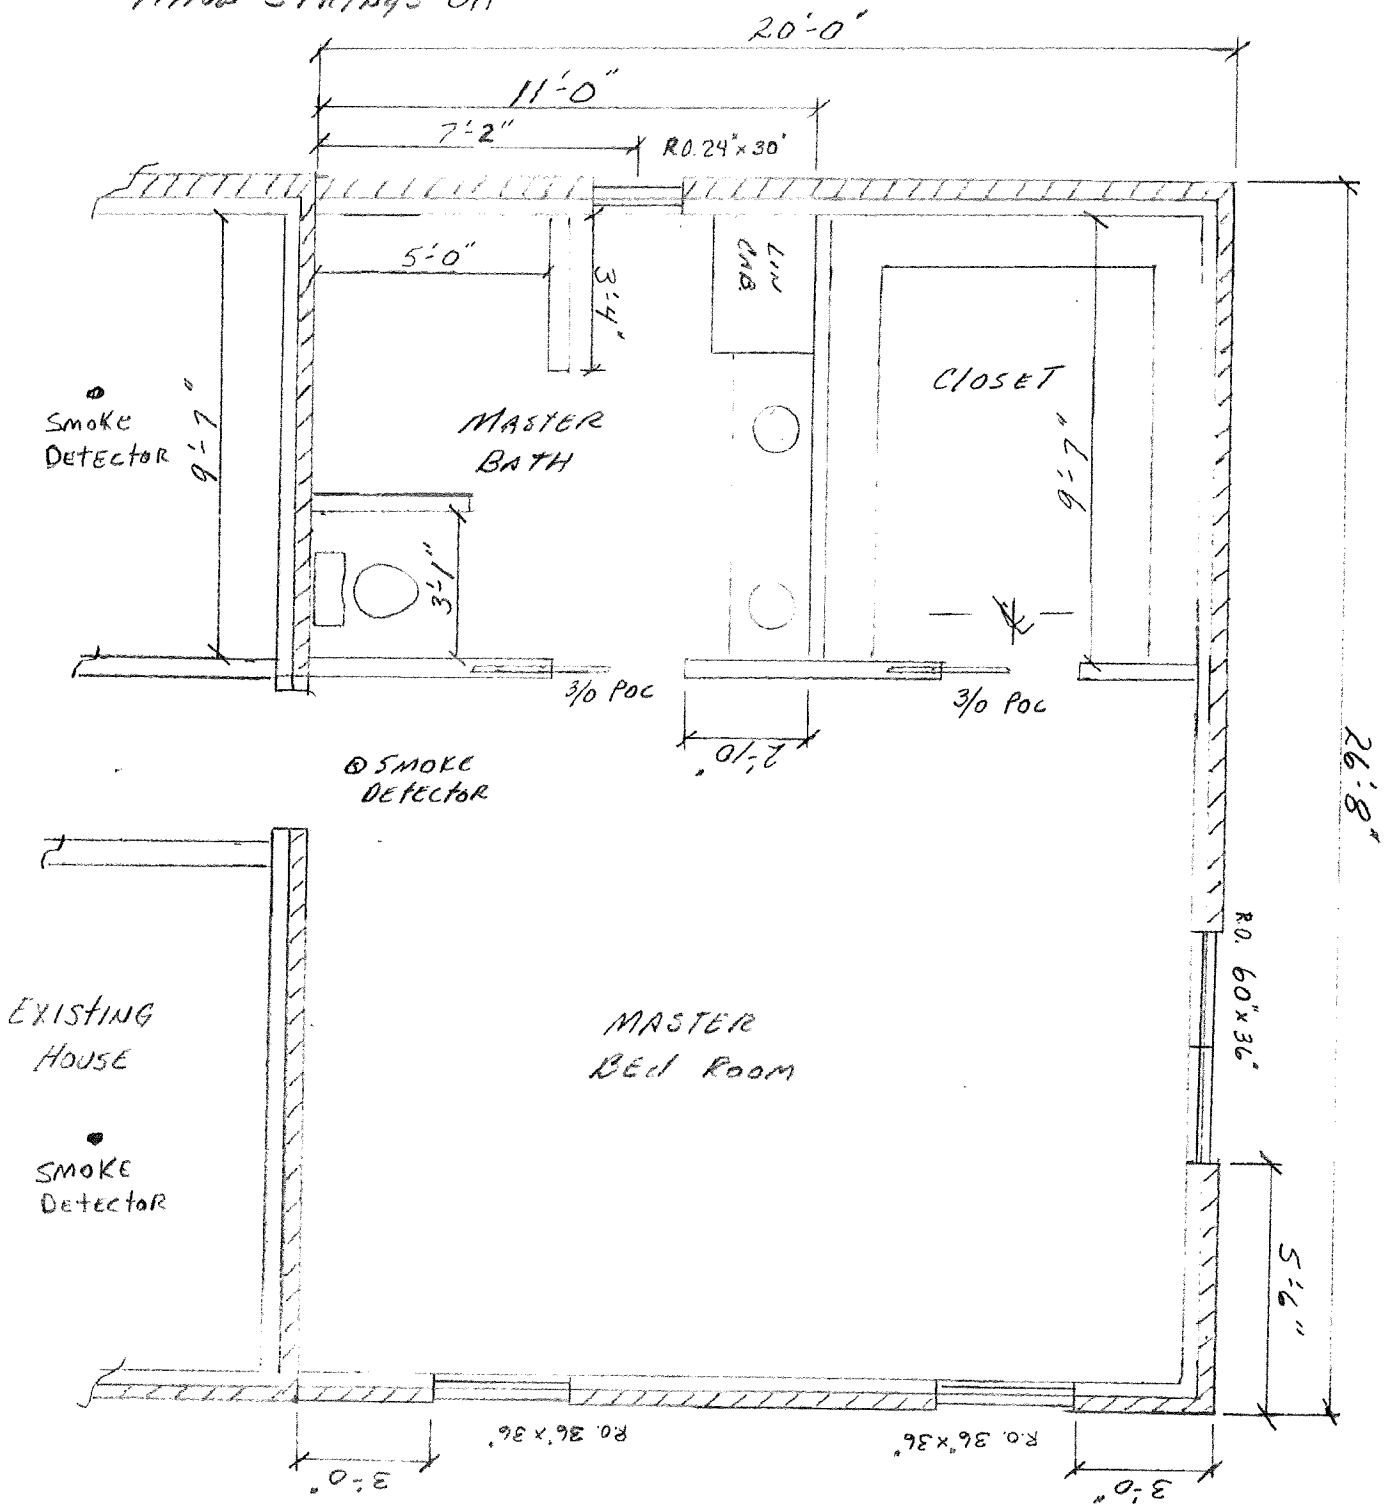 SPRINGS OH
20'-0"
11'-0"
7'-2"
R.O. 24"x30"
5'-0"
3'-4"
LIN
CAB
CLOSET
SMOKE
DETECTOR
9'-7"
MASTER
BATH
9'-7"
3'-1"
3/0 POC
3/0 POC
2'-10"
SMOKE
DETECTOR
26'-8"
R.O. 60"x36"
EXISTING
HOUSE
MASTER
BED ROOM
SMOKE
DETECTOR
5'-6"
R.O. 36"x36"
R.O. 36"x36"
3'-0"
3'-0"